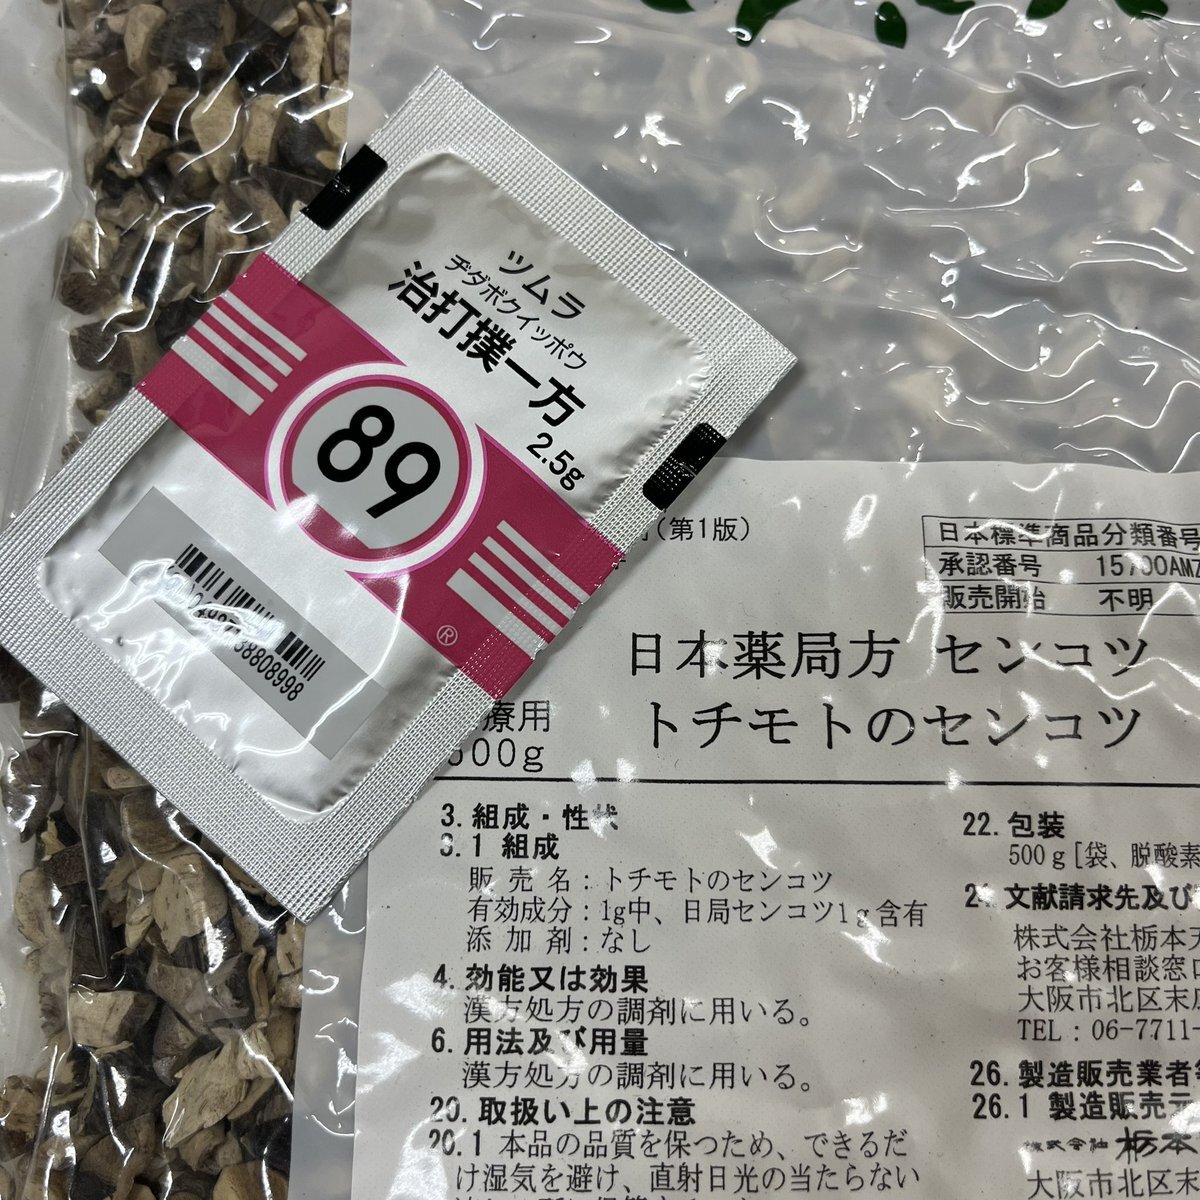 ツムラ
ヂダボクイッポウ
治打撲一方
2.5g
89
®
(第1版)
日本標準商品分類番号
承認番号 15700AMZ
販売開始 不明
日本薬局方 センコツ
療用
500g
トチモトのセンコツ
3. 組成・性状
3.1 組成
販売名：トチモトのセンコツ
有効成分：1g中、日局センコツ1g含有
添加剤：なし
4. 効能又は効果
漢方処方の調剤に用いる。
6. 用法及び用量
漢方処方の調剤に用いる。
20. 取扱い上の注意
20.1 本品の品質を保つため、できるだ
け湿気を避け、直射日光の当たらない
22. 包装
500g[袋、脱酸素
文献請求先及び
株式会社栃本天
お客様相談窓口
大阪市北区末広
TEL：06-7711-
26. 製造販売業者等
26.1 製造販売元
株式会社栃本
大阪市北区末広